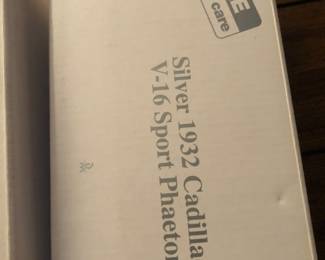 E
care
Silver 1932 Cadilla
V-16 Sport Phaeton